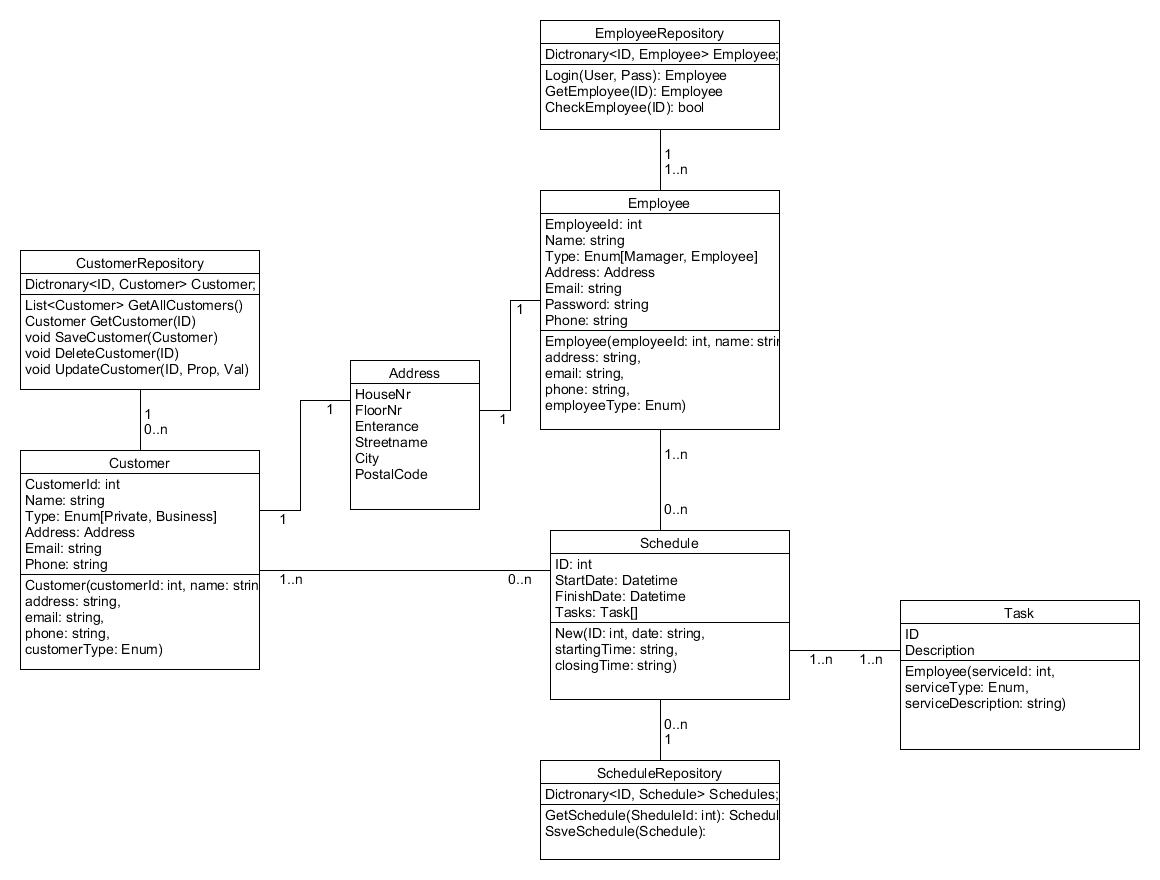 EmployeeRepository
Dictronary<ID, Employee> Employee;
Login(User, Pass): Employee
GetEmployee(ID): Employee
CheckEmployee(ID): bool
1
1..n
Employee
EmployeeId: int
Name: string
Type: Enum[Mamager, Employee]
Address: Address
Email: string
Password: string
Phone: string
Employee(employeeId: int, name: strin
address: string,
email: string,
phone: string,
employeeType: Enum)
CustomerRepository
Dictronary<ID, Customer> Customer;
List<Customer> GetAllCustomers()
Customer GetCustomer(ID)
void SaveCustomer(Customer)
void DeleteCustomer(ID)
void UpdateCustomer(ID, Prop, Val)
1
0..n
Address
HouseNr
FloorNr
Enterance
Streetname
City
PostalCode
1
1
1
1
Customer
CustomerId: int
Name: string
Type: Enum[Private, Business]
Address: Address
Email: string
Phone: string
Customer(customerId: int, name: strin
address: string,
email: string,
phone: string,
customerType: Enum)
1..n
0..n
1..n
0..n
Schedule
ID: int
StartDate: Datetime
FinishDate: Datetime
Tasks: Task[]
New(ID: int, date: string,
startingTime: string,
closingTime: string)
1..n
1..n
Task
ID
Description
Employee(serviceId: int,
serviceType: Enum,
serviceDescription: string)
0..n
1
ScheduleRepository
Dictronary<ID, Schedule> Schedules;
GetSchedule(SheduleId: int): Schedul
SsveSchedule(Schedule):